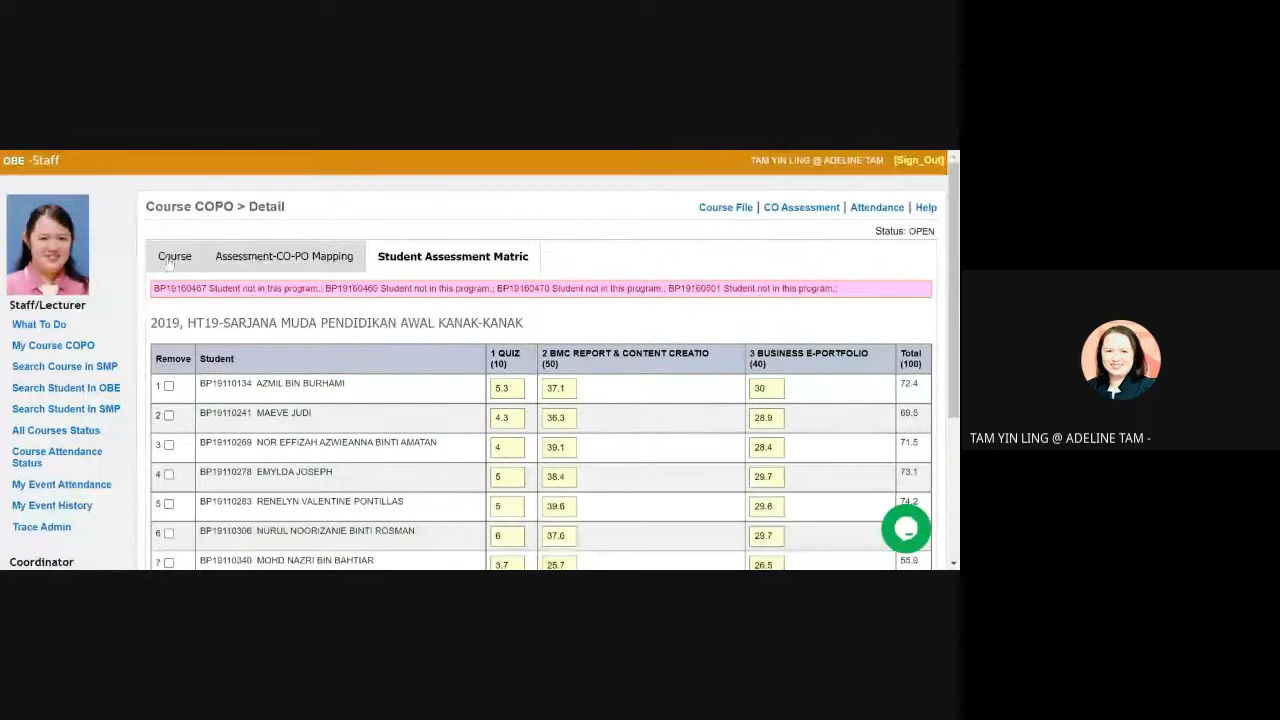 OBE -Staff
TAM YIN LING @ ADELINE TAM [Sign_Out]
Course COPO > Detail
Course File | CO Assessment | Attendance | Help
Status: OPEN
Course Assessment-CO-PO Mapping Student Assessment Matric
BP19160467 Student not in this program.; BP19160469 Student not in this program.; BP19160470 Student not in this program.; BP19160501 Student not in this program.;
2019, HT19-SARJANA MUDA PENDIDIKAN AWAL KANAK-KANAK
Remove Student 1 QUIZ (10) 2 BMC REPORT & CONTENT CREATIO (50) 3 BUSINESS E-PORTFOLIO (40) Total (100)
1 BP19110134 AZMIL BIN BURHAMI 5.3 37.1 30 72.4
2 BP19110241 MAEVE JUDI 4.3 36.3 28.9 69.5
3 BP19110269 NOR EFFIZAH AZWIEANNA BINTI AMATAN 4 39.1 28.4 71.5
4 BP19110278 EMYLDA JOSEPH 5 38.4 29.7 73.1
5 BP19110283 RENELYN VALENTINE PONTILLAS 5 39.6 29.6 74.2
6 BP19110306 NURUL NOORIZANIE BINTI ROSMAN 6 37.6 29.7
7 BP19110340 MOHD NAZRI BIN BAHTIAR 3.7 25.7 26.5 55.9
Staff/Lecturer
What To Do
My Course COPO
Search Course in SMP
Search Student In OBE
Search Student In SMP
All Courses Status
Course Attendance
Status
My Event Attendance
My Event History
Trace Admin
Coordinator
TAM YIN LING @ ADELINE TAM -